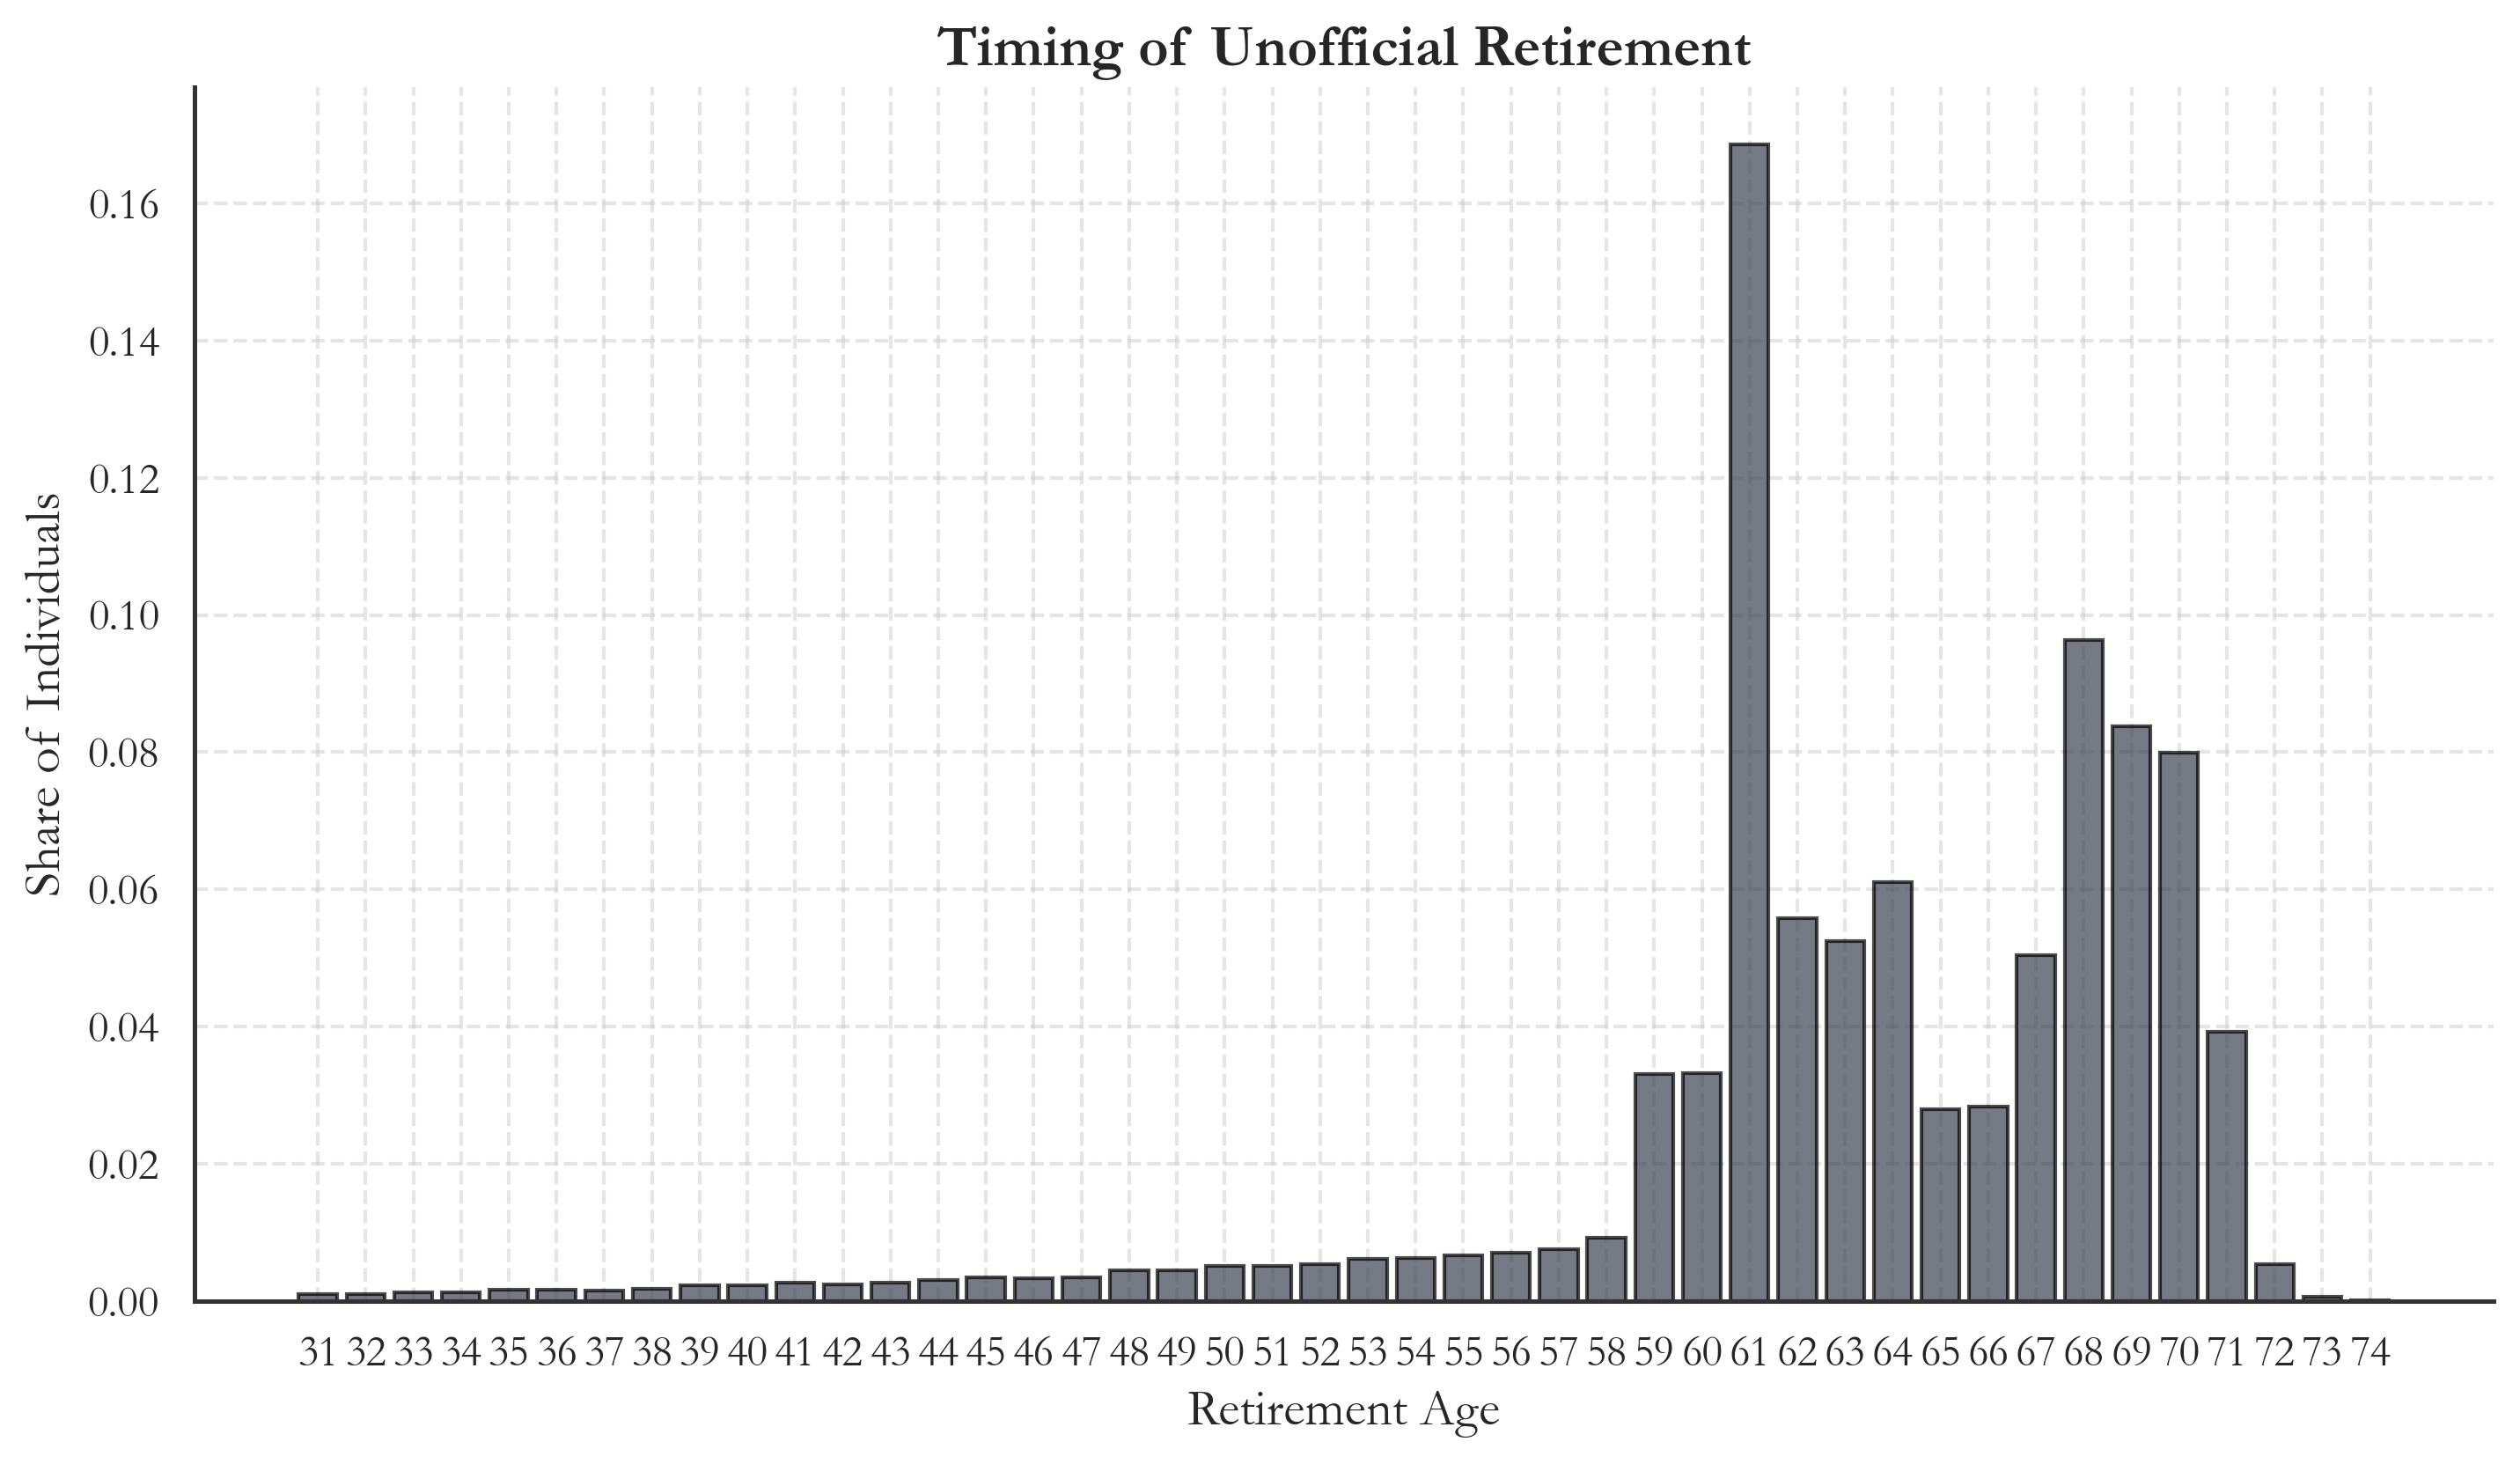 Timing of Unofficial Retirement
Share of Individuals
0.16
0.14
0.12
0.10
0.08
0.06
0.04
0.02
0.00
31 32 33 34 35 36 37 38 39 40 41 42 43 44 45 46 47 48 49 50 51 52 53 54 55 56 57 58 59 60 61 62 63 64 65 66 67 68 69 70 71 72 73 74
Retirement Age